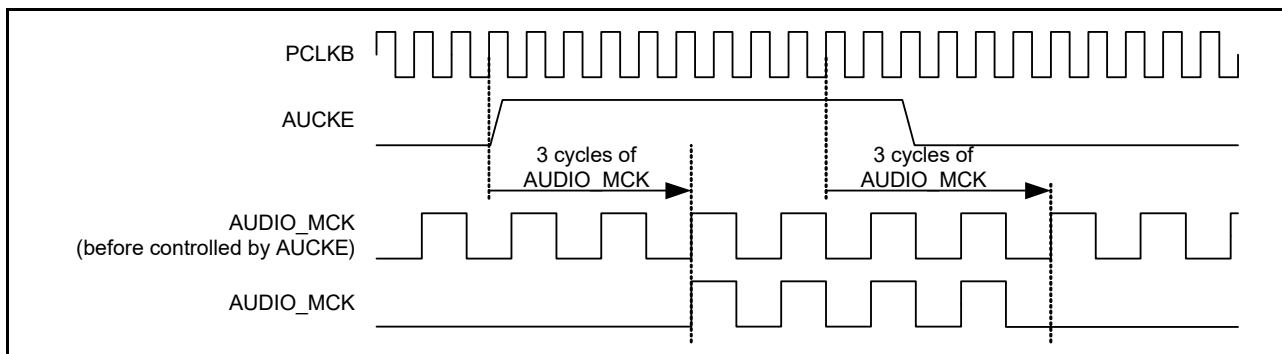 PCLKB
AUCKE
3 cycles of
AUDIO_MCK
3 cycles of
AUDIO_MCK
AUDIO_MCK
(before controlled by AUCKE)
AUDIO_MCK